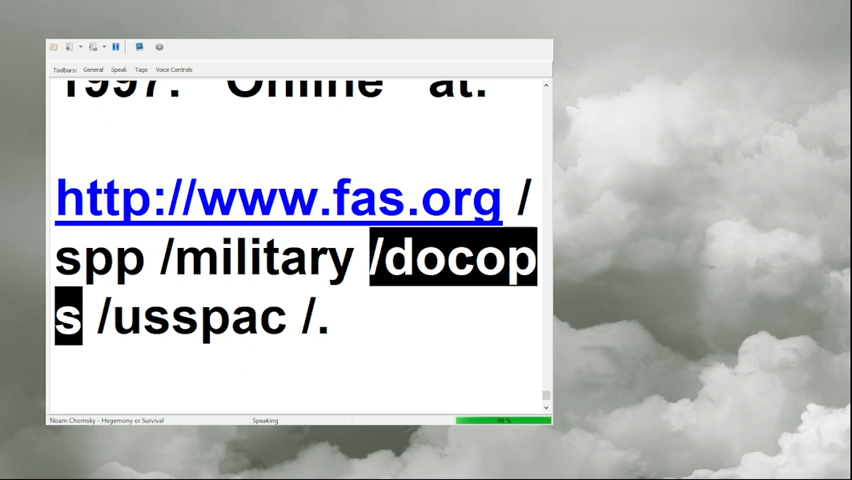 Toolbars: General Speak Tags Voice Controls
1997. Online at:
http://www.fas.org /
spp /military /docop
s /usspac /.
Noam Chomsky - Hegemony or Survival Speaking 99 %